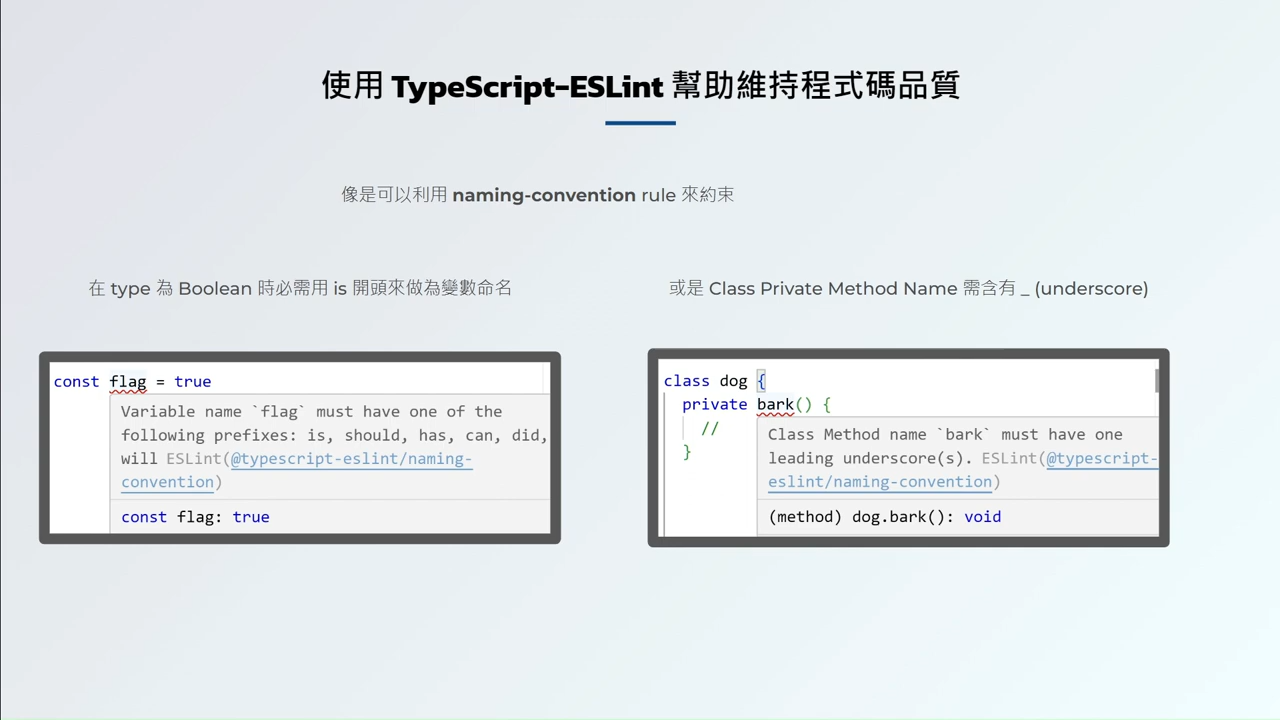 使用 TypeScript-ESLint 幫助維持程式碼品質
像是可以利用 naming-convention rule 來約束
在 type 為 Boolean 時必需用 is 開頭來做為變數命名
const flag = true
Variable name `flag` must have one of the
following prefixes: is, should, has, can, did,
will ESLint(@typescript-eslint/naming-
convention)
const flag: true
或是 Class Private Method Name 需含有 _ (underscore)
class dog {
private bark() {
//
}
Class Method name `bark` must have one
leading underscore(s). ESLint(@typescript-
eslint/naming-convention)
(method) dog.bark(): void